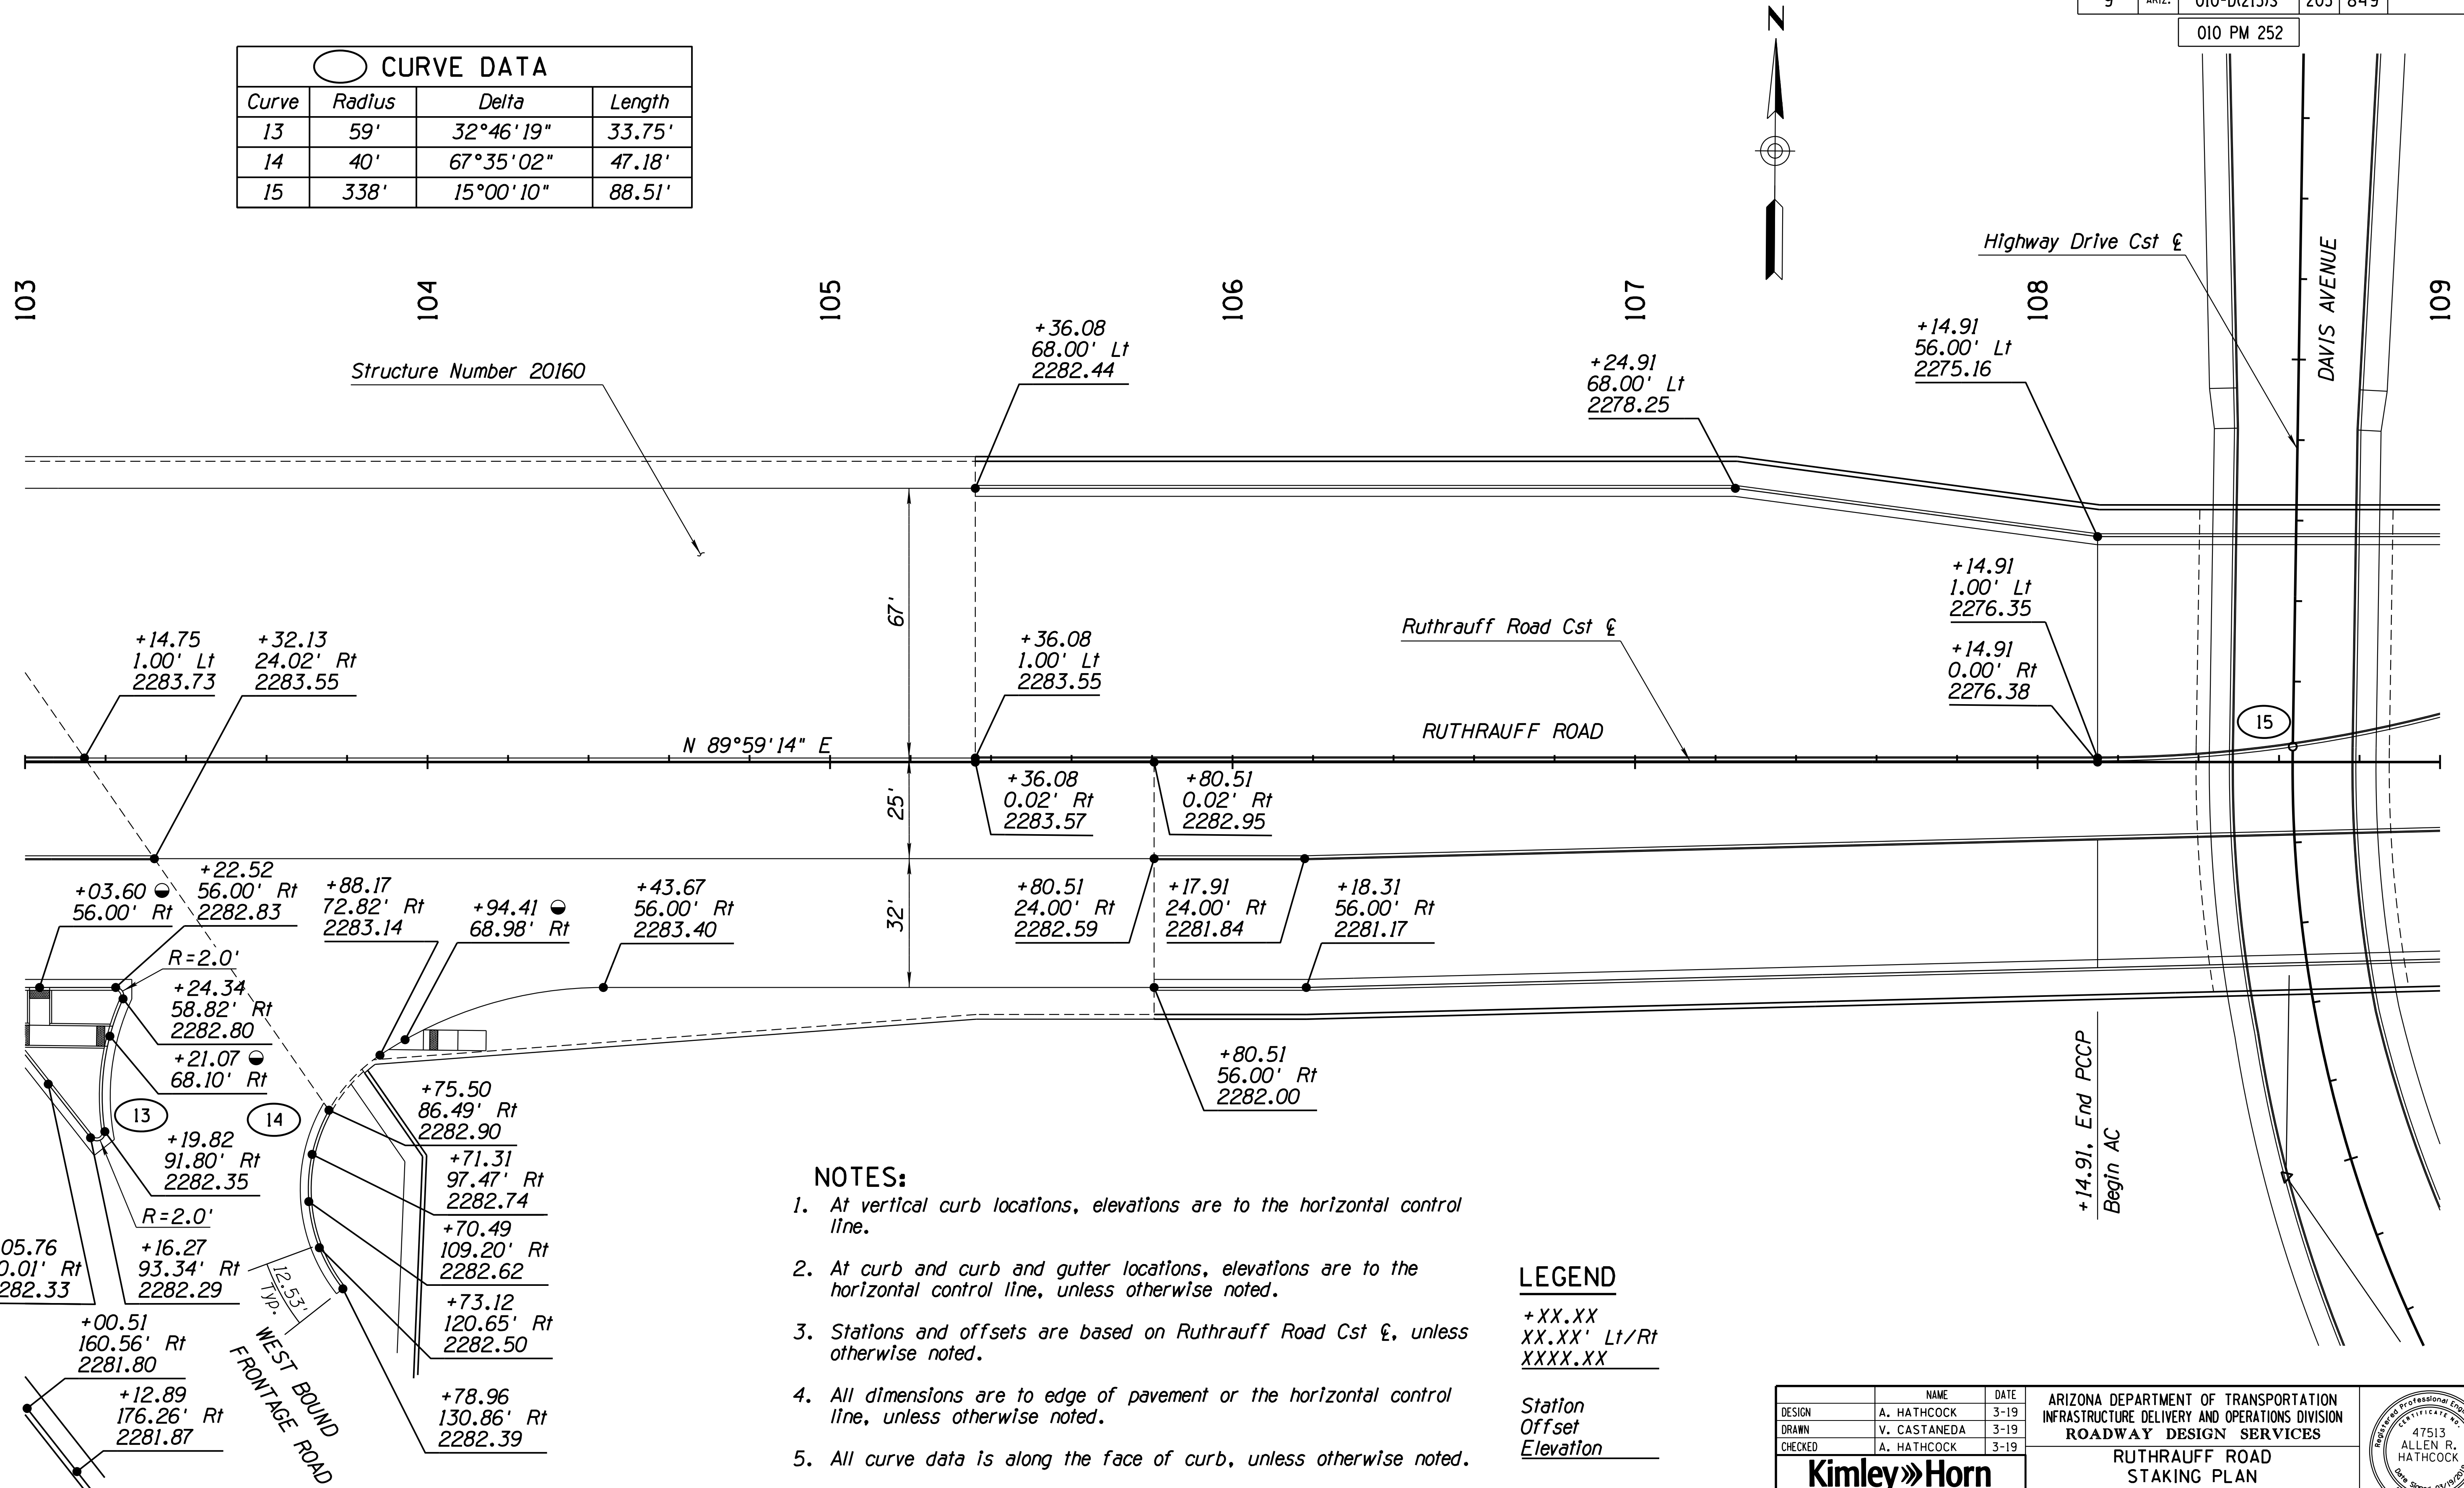 9 ARIZ. 010-D(215)S 205 849
010 PM 252
N
CURVE DATA
Curve Radius Delta Length
13 59' 32°46'19" 33.75'
14 40' 67°35'02" 47.18'
15 338' 15°00'10" 88.51'
103
104
105
106
107
108
109
Highway Drive Cst ℄
DAVIS AVENUE
Structure Number 20160
+36.08
68.00' Lt
2282.44
+24.91
68.00' Lt
2278.25
+14.91
56.00' Lt
2275.16
67'
25'
32'
+14.91
1.00' Lt
2276.35
+14.91
0.00' Rt
2276.38
Ruthrauff Road Cst ℄
+14.75
1.00' Lt
2283.73
+32.13
24.02' Rt
2283.55
+36.08
1.00' Lt
2283.55
N 89°59'14" E
RUTHRAUFF ROAD
15
+36.08
0.02' Rt
2283.57
+80.51
0.02' Rt
2282.95
+03.60
56.00' Rt
+22.52
56.00' Rt
2282.83
+88.17
72.82' Rt
2283.14
+94.41
68.98' Rt
+43.67
56.00' Rt
2283.40
+80.51
24.00' Rt
2282.59
+17.91
24.00' Rt
2281.84
+18.31
56.00' Rt
2281.17
R=2.0'
+24.34
58.82' Rt
2282.80
+21.07
68.10' Rt
13
14
+19.82
91.80' Rt
2282.35
R=2.0'
05.76
0.01' Rt
282.33
+16.27
93.34' Rt
2282.29
+00.51
160.56' Rt
2281.80
+12.89
176.26' Rt
2281.87
12.53'
Typ.
WEST BOUND
FRONTAGE ROAD
+75.50
86.49' Rt
2282.90
+71.31
97.47' Rt
2282.74
+70.49
109.20' Rt
2282.62
+73.12
120.65' Rt
2282.50
+78.96
130.86' Rt
2282.39
+80.51
56.00' Rt
2282.00
+14.91, End PCCP
Begin AC
NOTES:
1. At vertical curb locations, elevations are to the horizontal control
line.
2. At curb and curb and gutter locations, elevations are to the
horizontal control line, unless otherwise noted.
3. Stations and offsets are based on Ruthrauff Road Cst ℄, unless
otherwise noted.
4. All dimensions are to edge of pavement or the horizontal control
line, unless otherwise noted.
5. All curve data is along the face of curb, unless otherwise noted.
LEGEND
+XX.XX
XX.XX' Lt/Rt
XXXX.XX
Station
Offset
Elevation
NAME DATE
DESIGN A. HATHCOCK 3-19
DRAWN V. CASTANEDA 3-19
CHECKED A. HATHCOCK 3-19
Kimley»Horn
ARIZONA DEPARTMENT OF TRANSPORTATION
INFRASTRUCTURE DELIVERY AND OPERATIONS DIVISION
ROADWAY DESIGN SERVICES
RUTHRAUFF ROAD
STAKING PLAN
Registered Professional
CERTIFICATE NO.
47513
ALLEN R.
HATHCOCK